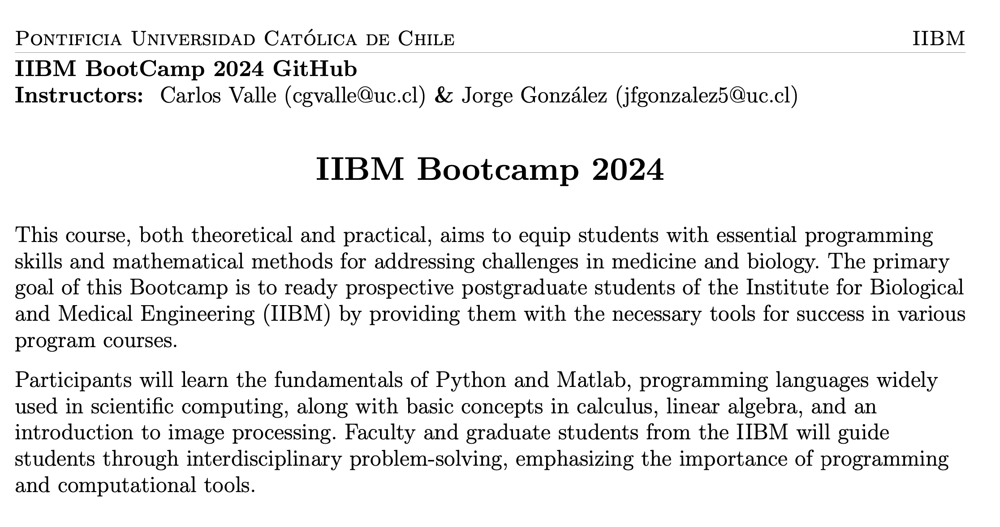 Pontificia Universidad Católica de Chile IIBM
IIBM BootCamp 2024 GitHub
Instructors: Carlos Valle (cgvalle@uc.cl) & Jorge González (jfgonzalez5@uc.cl)
IIBM Bootcamp 2024
This course, both theoretical and practical, aims to equip students with essential programming
skills and mathematical methods for addressing challenges in medicine and biology. The primary
goal of this Bootcamp is to ready prospective postgraduate students of the Institute for Biological
and Medical Engineering (IIBM) by providing them with the necessary tools for success in various
program courses.
Participants will learn the fundamentals of Python and Matlab, programming languages widely
used in scientific computing, along with basic concepts in calculus, linear algebra, and an
introduction to image processing. Faculty and graduate students from the IIBM will guide
students through interdisciplinary problem-solving, emphasizing the importance of programming
and computational tools.